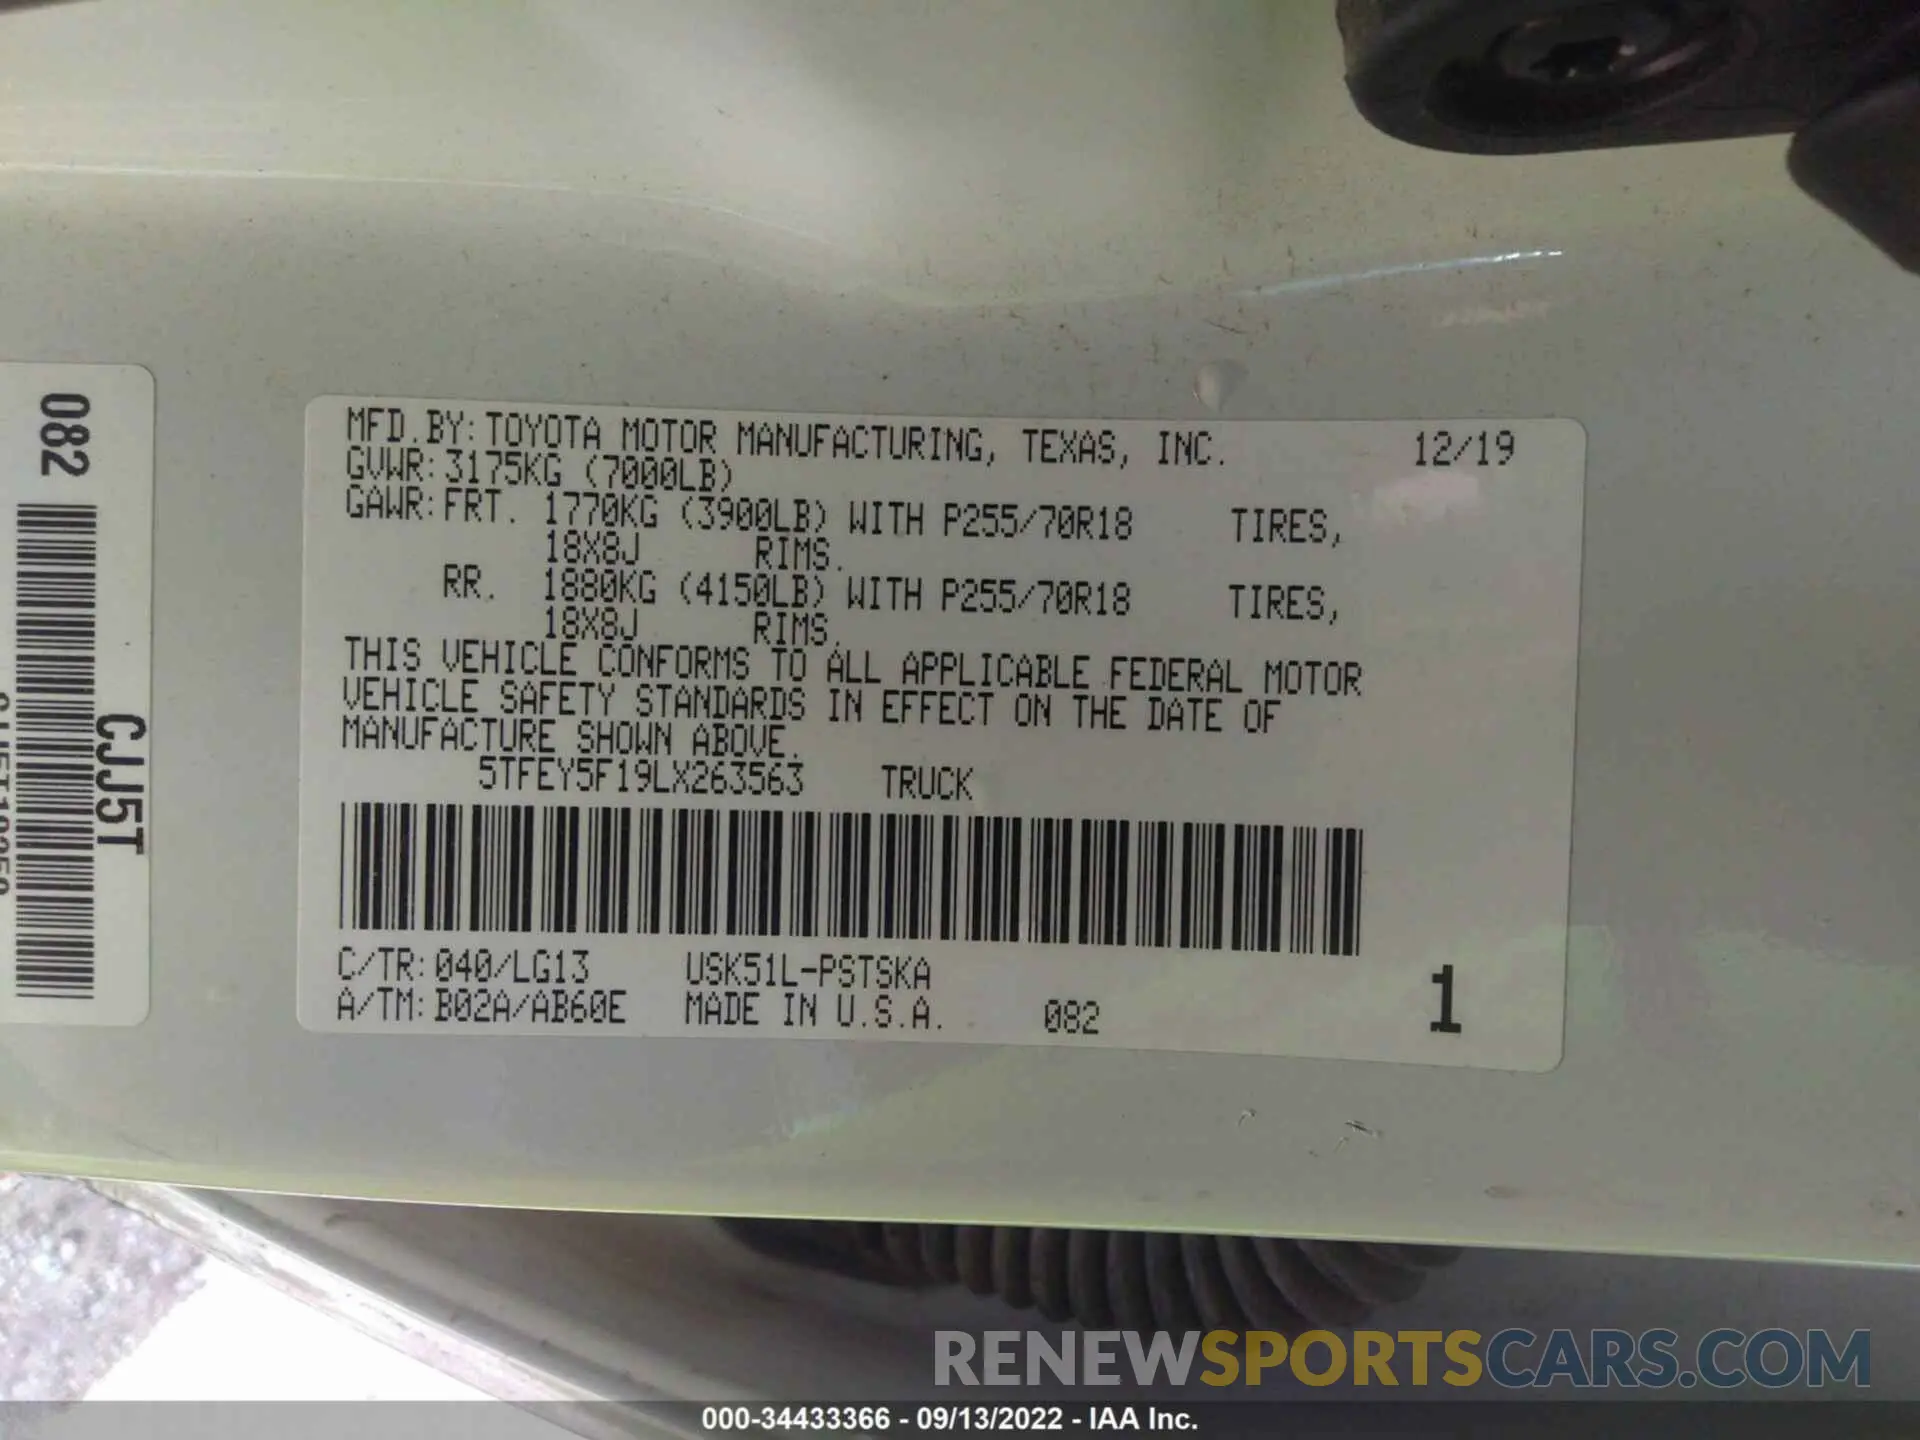 082
CJJ5T
MFD.BY:TOYOTA MOTOR MANUFACTURING, TEXAS, INC. 12/19
GVWR:3175KG (7000LB)
GAWR:FRT. 1770KG (3900LB) WITH P255/70R18 TIRES,
18X8J RIMS.
RR. 1880KG (4150LB) WITH P255/70R18 TIRES,
18X8J RIMS.
THIS VEHICLE CONFORMS TO ALL APPLICABLE FEDERAL MOTOR
VEHICLE SAFETY STANDARDS IN EFFECT ON THE DATE OF
MANUFACTURE SHOWN ABOVE.
5TFEY5F19LX263563 TRUCK
C/TR:040/LG13 USK51L-PSTSKA
A/TM:B02A/AB60E MADE IN U.S.A. 082 1
RENEWSPORTSCARS.COM
000-34433366 - 09/13/2022 - IAA Inc.